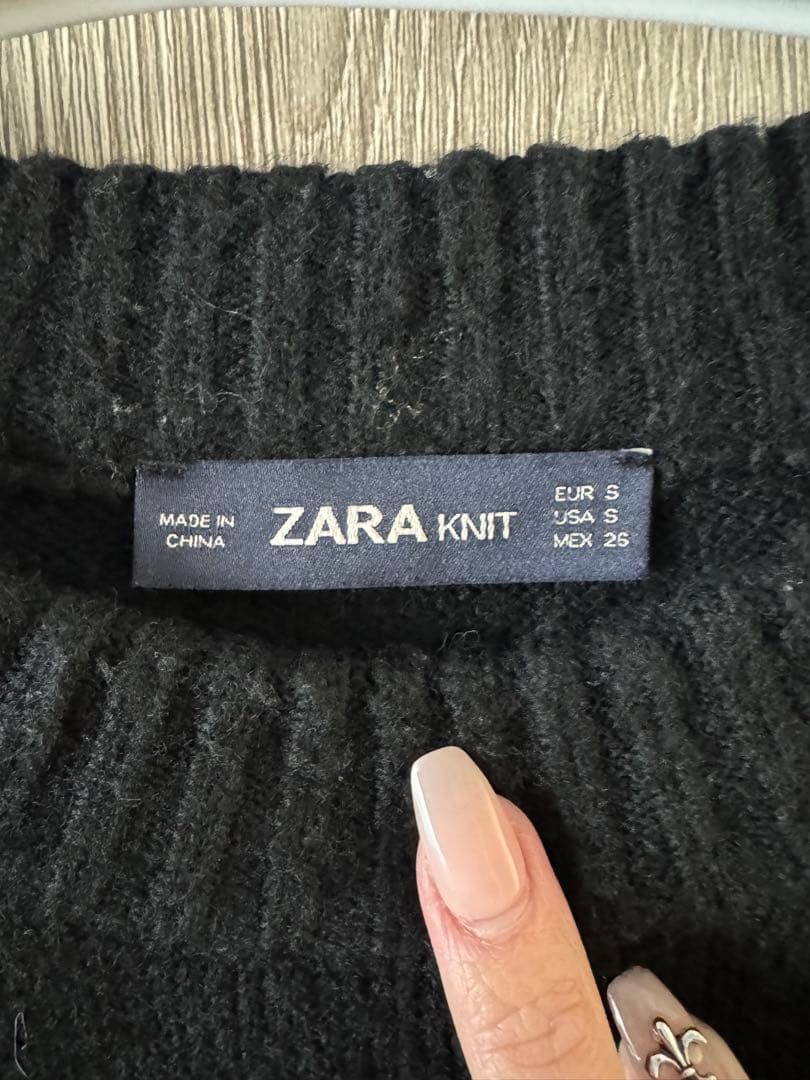 MADE IN
CHINA
ZARA KNIT
EUR S
USA S
MEX 26